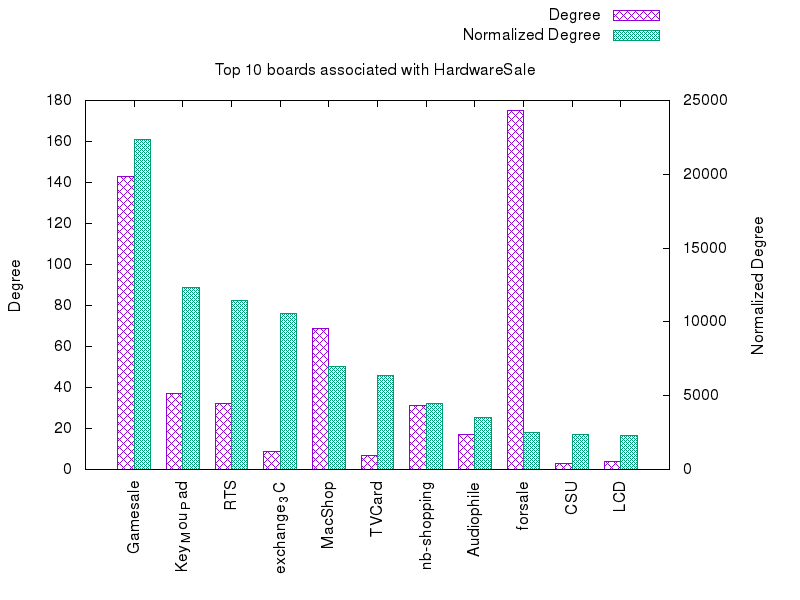 Degree
Normalized Degree
Top 10 boards associated with HardwareSale
180
160
140
120
100
80
60
40
20
0
25000
20000
15000
10000
5000
0
Degree
Normalized Degree
Gamesale
KeyMouPad
RTS
exchange3C
MacShop
TVCard
nb-shopping
Audiophile
forsale
CSU
LCD